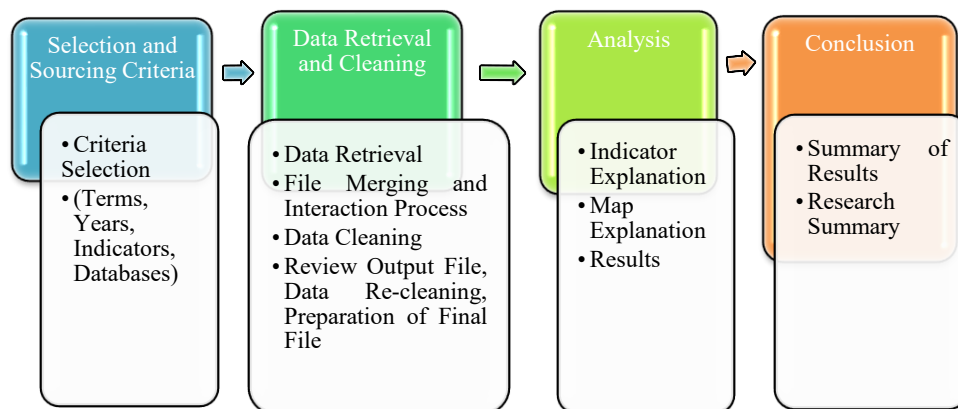 Selection and
Sourcing Criteria
• Criteria
Selection
• (Terms,
Years,
Indicators,
Databases)
Data Retrieval
and Cleaning
• Data Retrieval
• File Merging and
Interaction Process
• Data Cleaning
• Review Output File,
Data Re-cleaning,
Preparation of Final
File
Analysis
• Indicator
Explanation
• Map
Explanation
• Results
Conclusion
• Summary of
Results
• Research
Summary